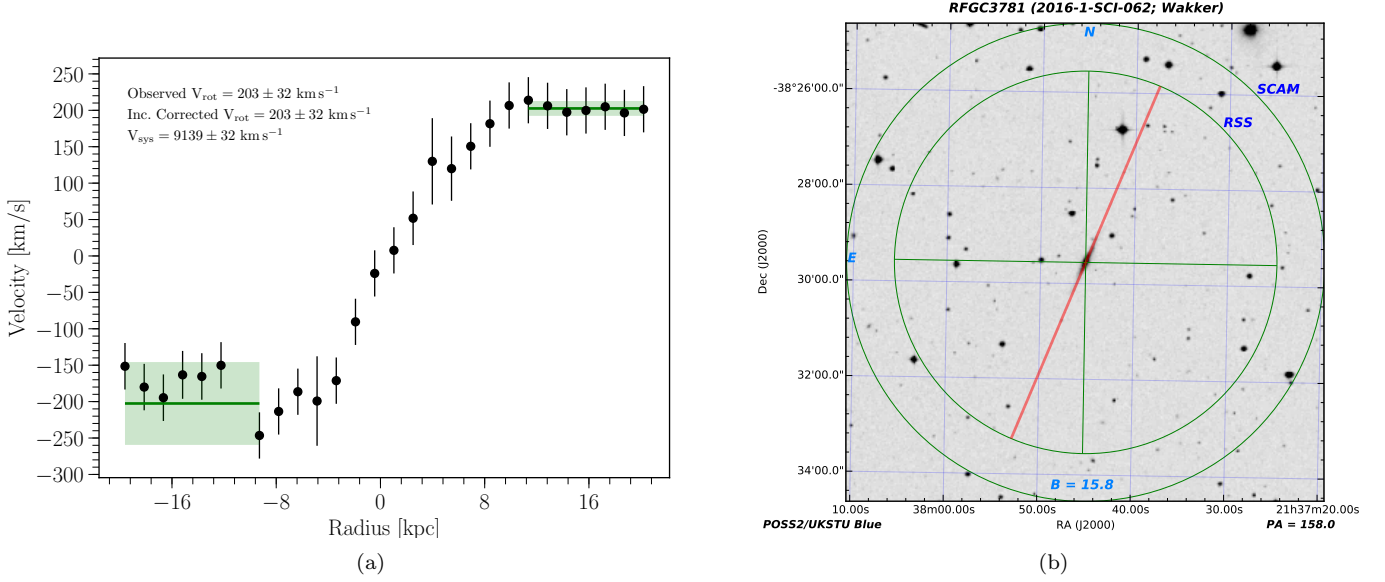 250
200
150
100
50
0
−50
−100
−150
−200
−250
−300
Velocity [km/s]
Observed V_rot = 203 ± 32 km s⁻¹
Inc. Corrected V_rot = 203 ± 32 km s⁻¹
V_sys = 9139 ± 32 km s⁻¹
−16 −8 0 8 16
Radius [kpc]
(a)
RFGC3781 (2016-1-SCI-062; Wakker)
N
SCAM
RSS
E
B = 15.8
-38°26'00.0"
28'00.0"
30'00.0"
32'00.0"
34'00.0"
Dec (J2000)
10.00s 38m00.00s 50.00s 40.00s 30.00s 21h37m20.00s
POSS2/UKSTU Blue RA (J2000) PA = 158.0
(b)